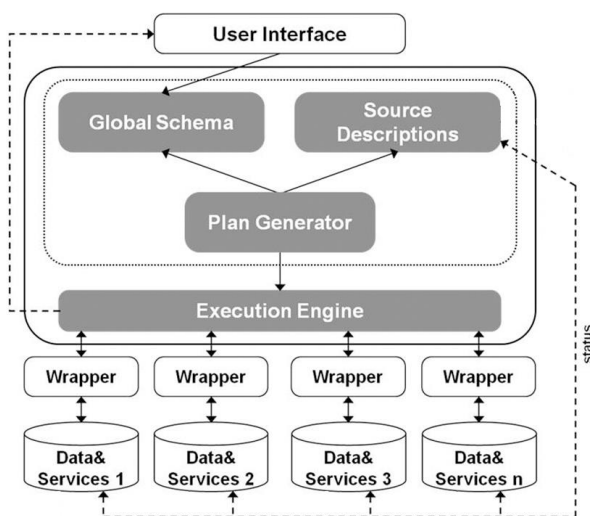 User Interface
Global Schema
Source
Descriptions
Plan Generator
Execution Engine
status
Wrapper
Wrapper
Wrapper
Wrapper
Data&
Services 1
Data&
Services 2
Data&
Services 3
Data&
Services n